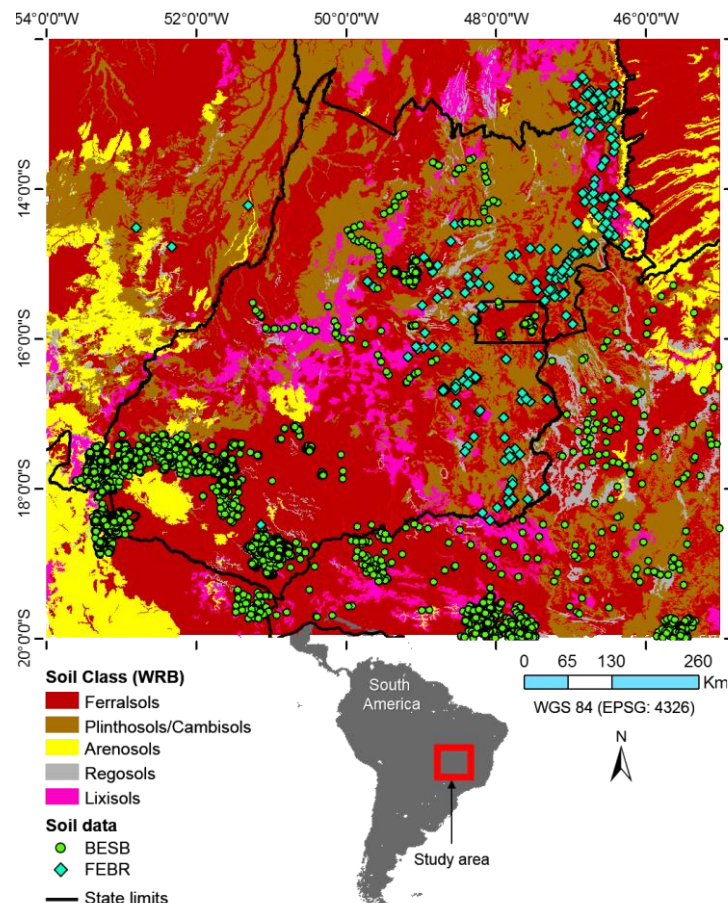 54°0'0"W 52°0'0"W 50°0'0"W 48°0'0"W 46°0'0"W
14°0'0"S
16°0'0"S
18°0'0"S
20°0'0"S
Soil Class (WRB)
Ferralsols
Plinthosols/Cambisols
Arenosols
Regosols
Lixisols
Soil data
BESB
FEBR
State limits
South
America
Study area
0 65 130 260
Km
WGS 84 (EPSG: 4326)
N